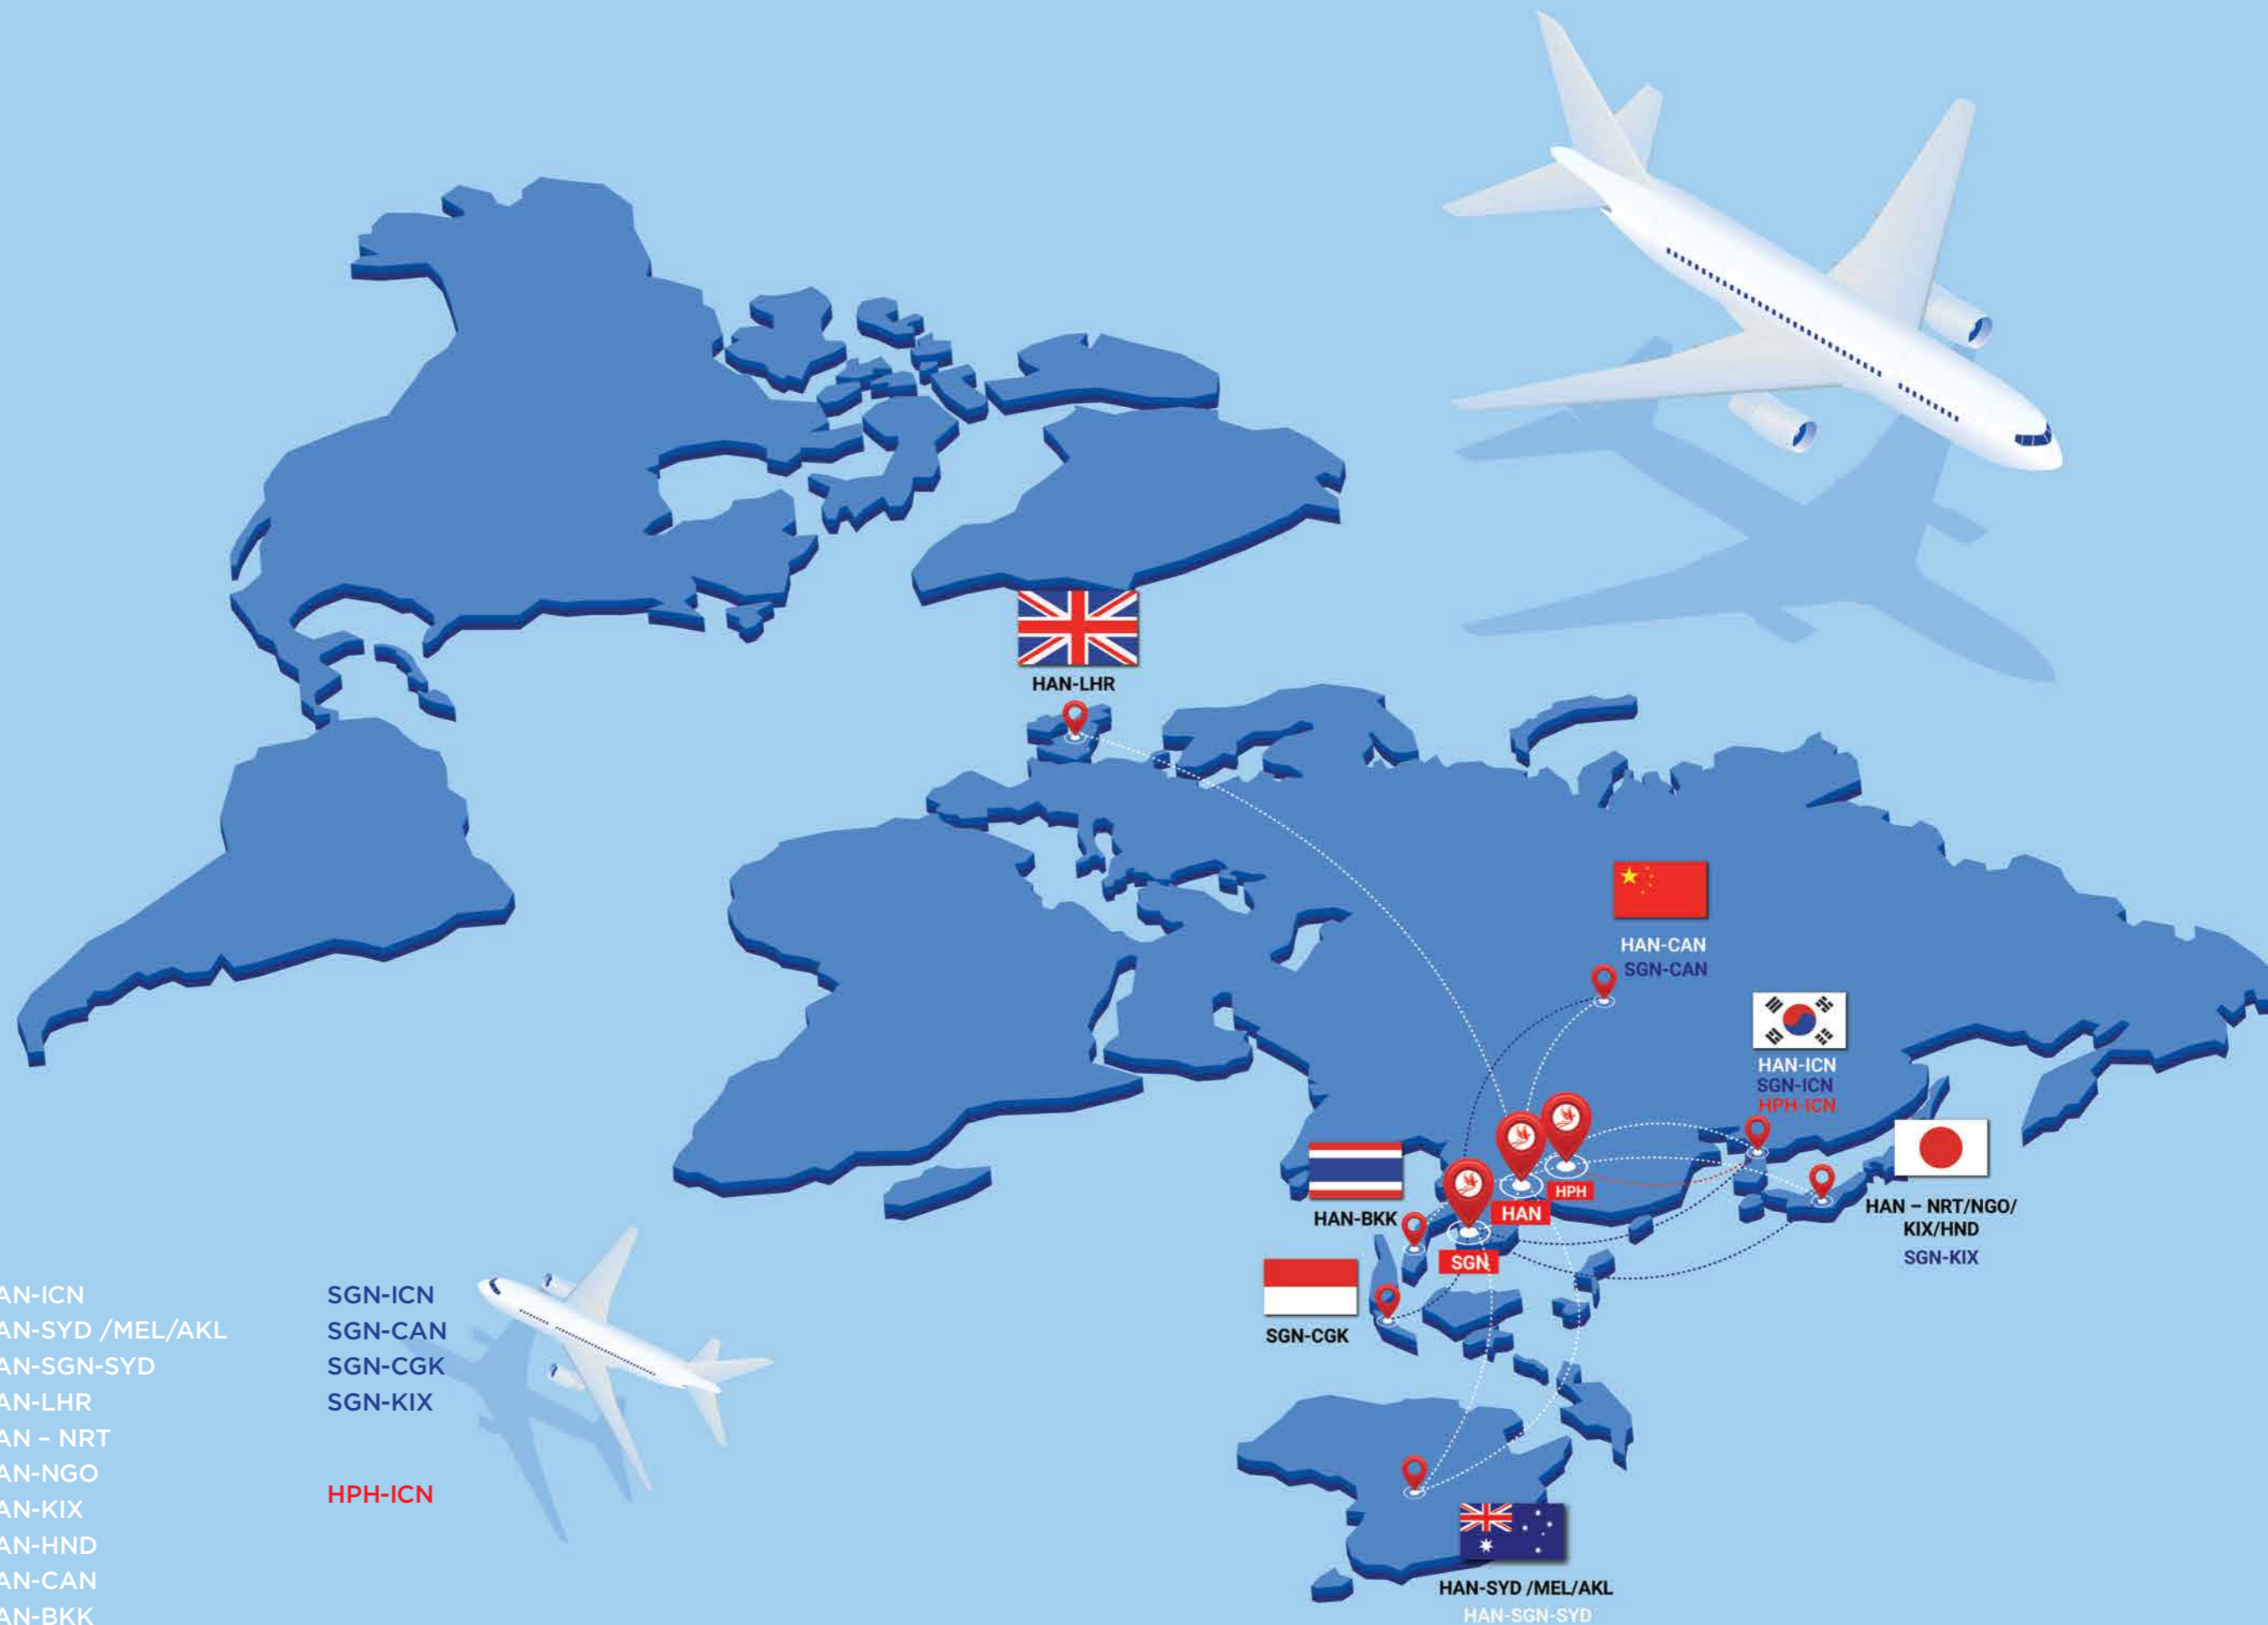 HAN-LHR
HAN-CAN
SGN-CAN
HAN-ICN
SGN-ICN
HPH-ICN
HAN – NRT/NGO/
KIX/HND
SGN-KIX
HPH
HAN
SGN
HAN-BKK
SGN-CGK
HAN-SYD /MEL/AKL
HAN-SGN-SYD
AN-ICN
AN-SYD /MEL/AKL
AN-SGN-SYD
AN-LHR
AN – NRT
AN-NGO
AN-KIX
AN-HND
AN-CAN
AN-BKK
SGN-ICN
SGN-CAN
SGN-CGK
SGN-KIX
HPH-ICN